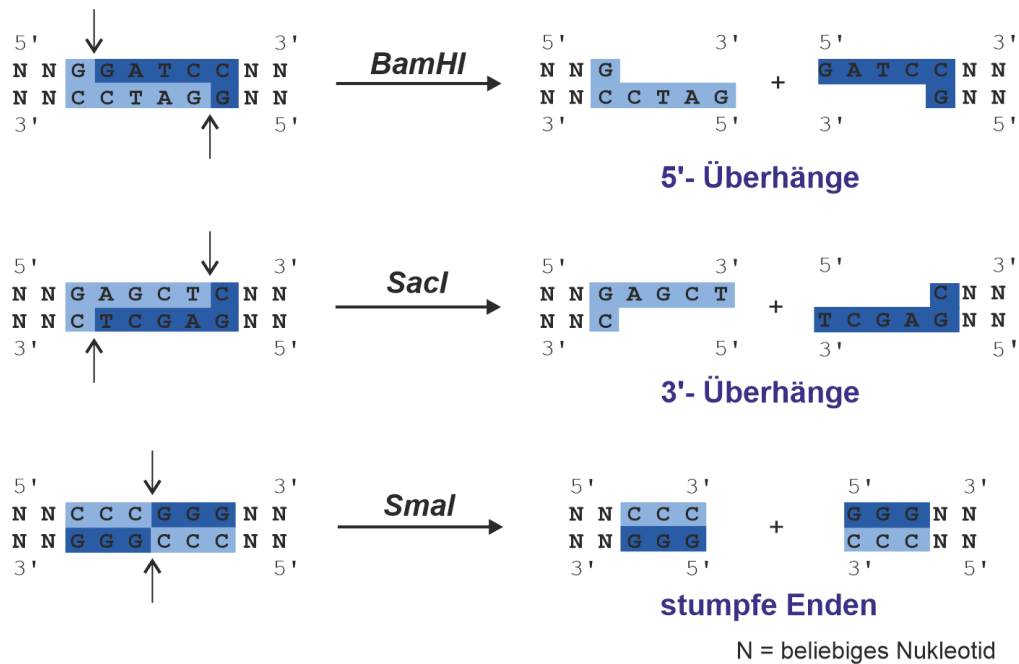 5' 3' 5' 3' 5' 3'
N N G G A T C C N N BamHI N N G + G A T C C N N
N N C C T A G G N N N N C C T A G G N N
3' 5' 3' 5' 3' 5'
5'- Überhänge
5' 3' 5' 3' 5' 3'
N N G A G C T C N N SacI N N G A G C T + C N N
N N C T C G A G N N N N C T C G A G N N
3' 5' 3' 5' 3' 5'
3'- Überhänge
5' 3' 5' 3' 5' 3'
N N C C C G G G N N SmaI N N C C C + G G G N N
N N G G G C C C N N N N G G G C C C N N
3' 5' 3' 5' 3' 5'
stumpfe Enden
N = beliebiges Nukleotid